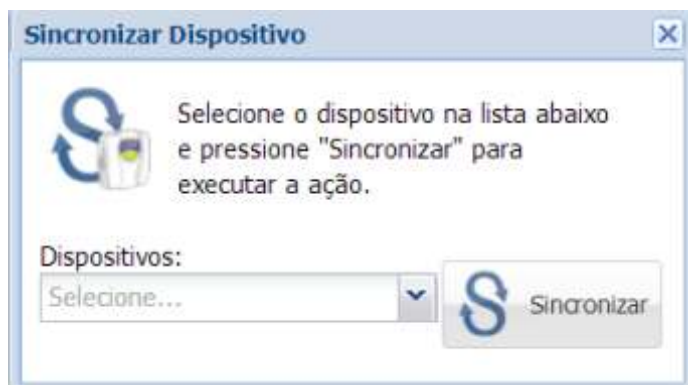 Sincronizar Dispositivo
Selecione o dispositivo na lista abaixo
e pressione "Sincronizar" para
executar a ação.
Dispositivos:
Selecione...
Sincronizar